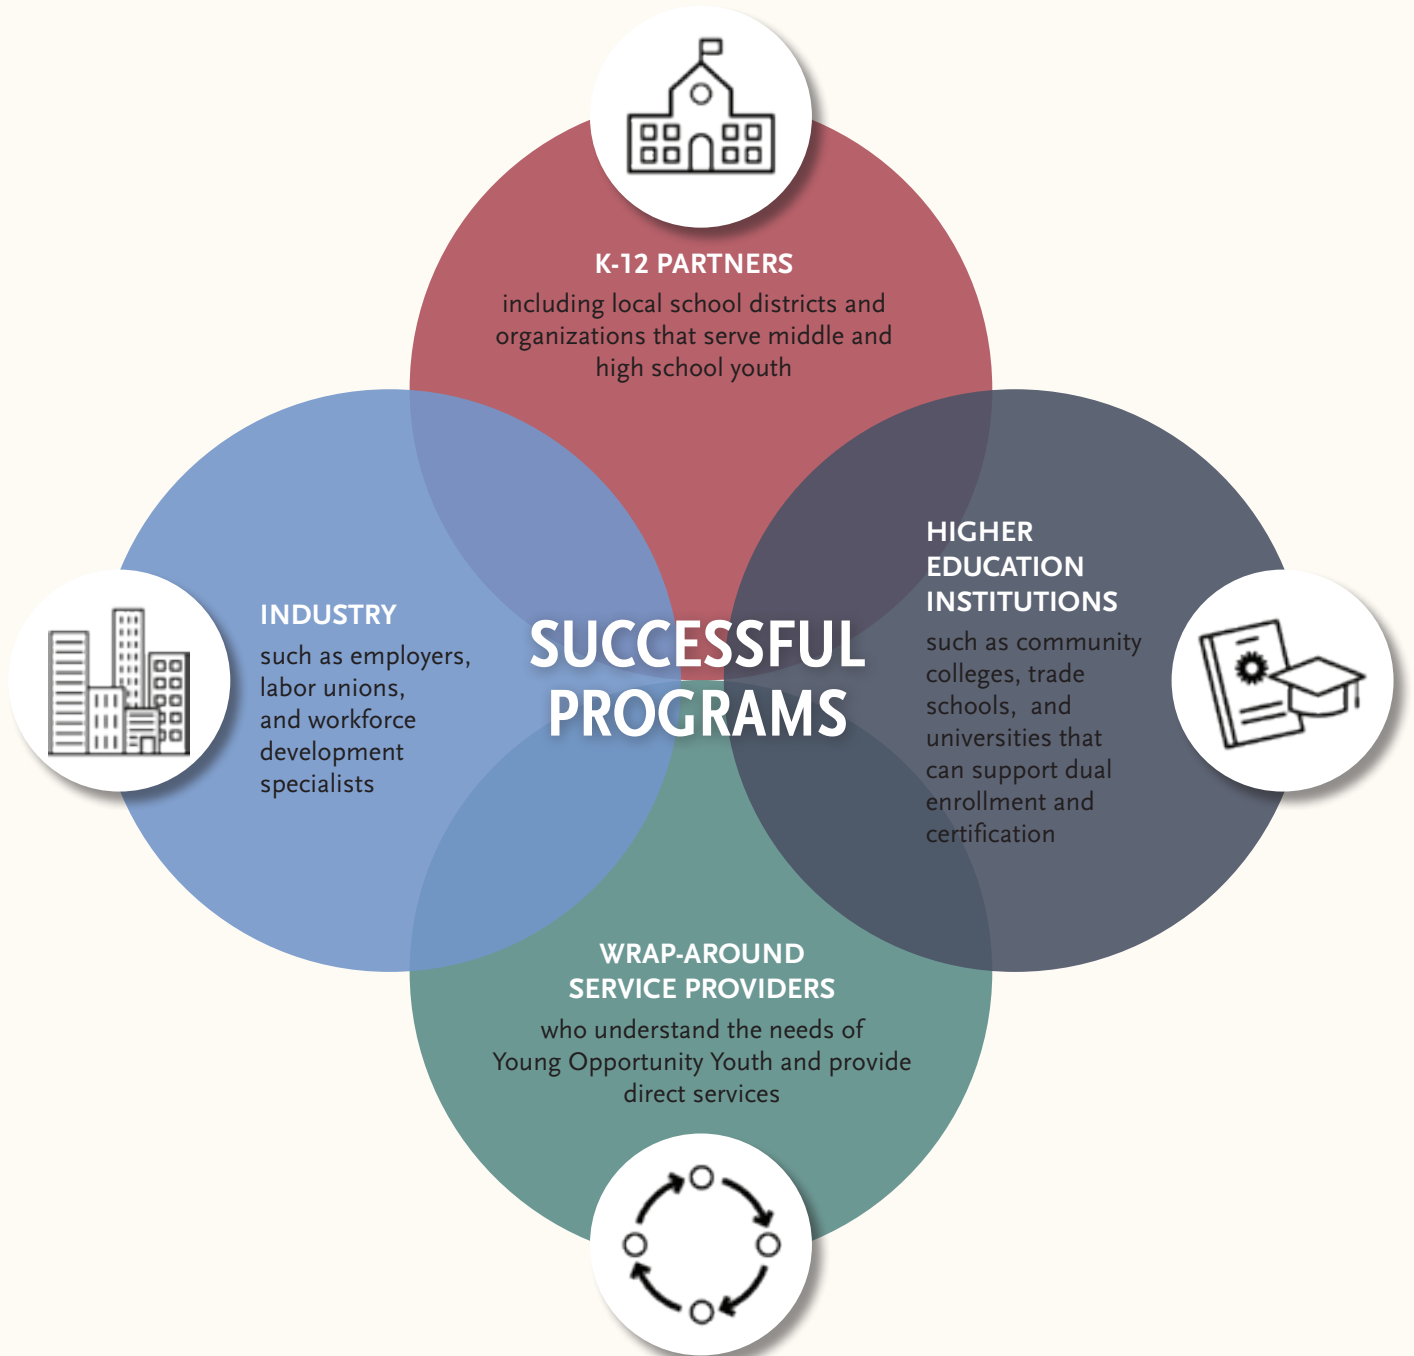 K-12 PARTNERS
including local school districts and
organizations that serve middle and
high school youth
INDUSTRY
such as employers,
labor unions,
and workforce
development
specialists
SUCCESSFUL
PROGRAMS
HIGHER
EDUCATION
INSTITUTIONS
such as community
colleges, trade
schools, and
universities that
can support dual
enrollment and
certification
WRAP-AROUND
SERVICE PROVIDERS
who understand the needs of
Young Opportunity Youth and provide
direct services